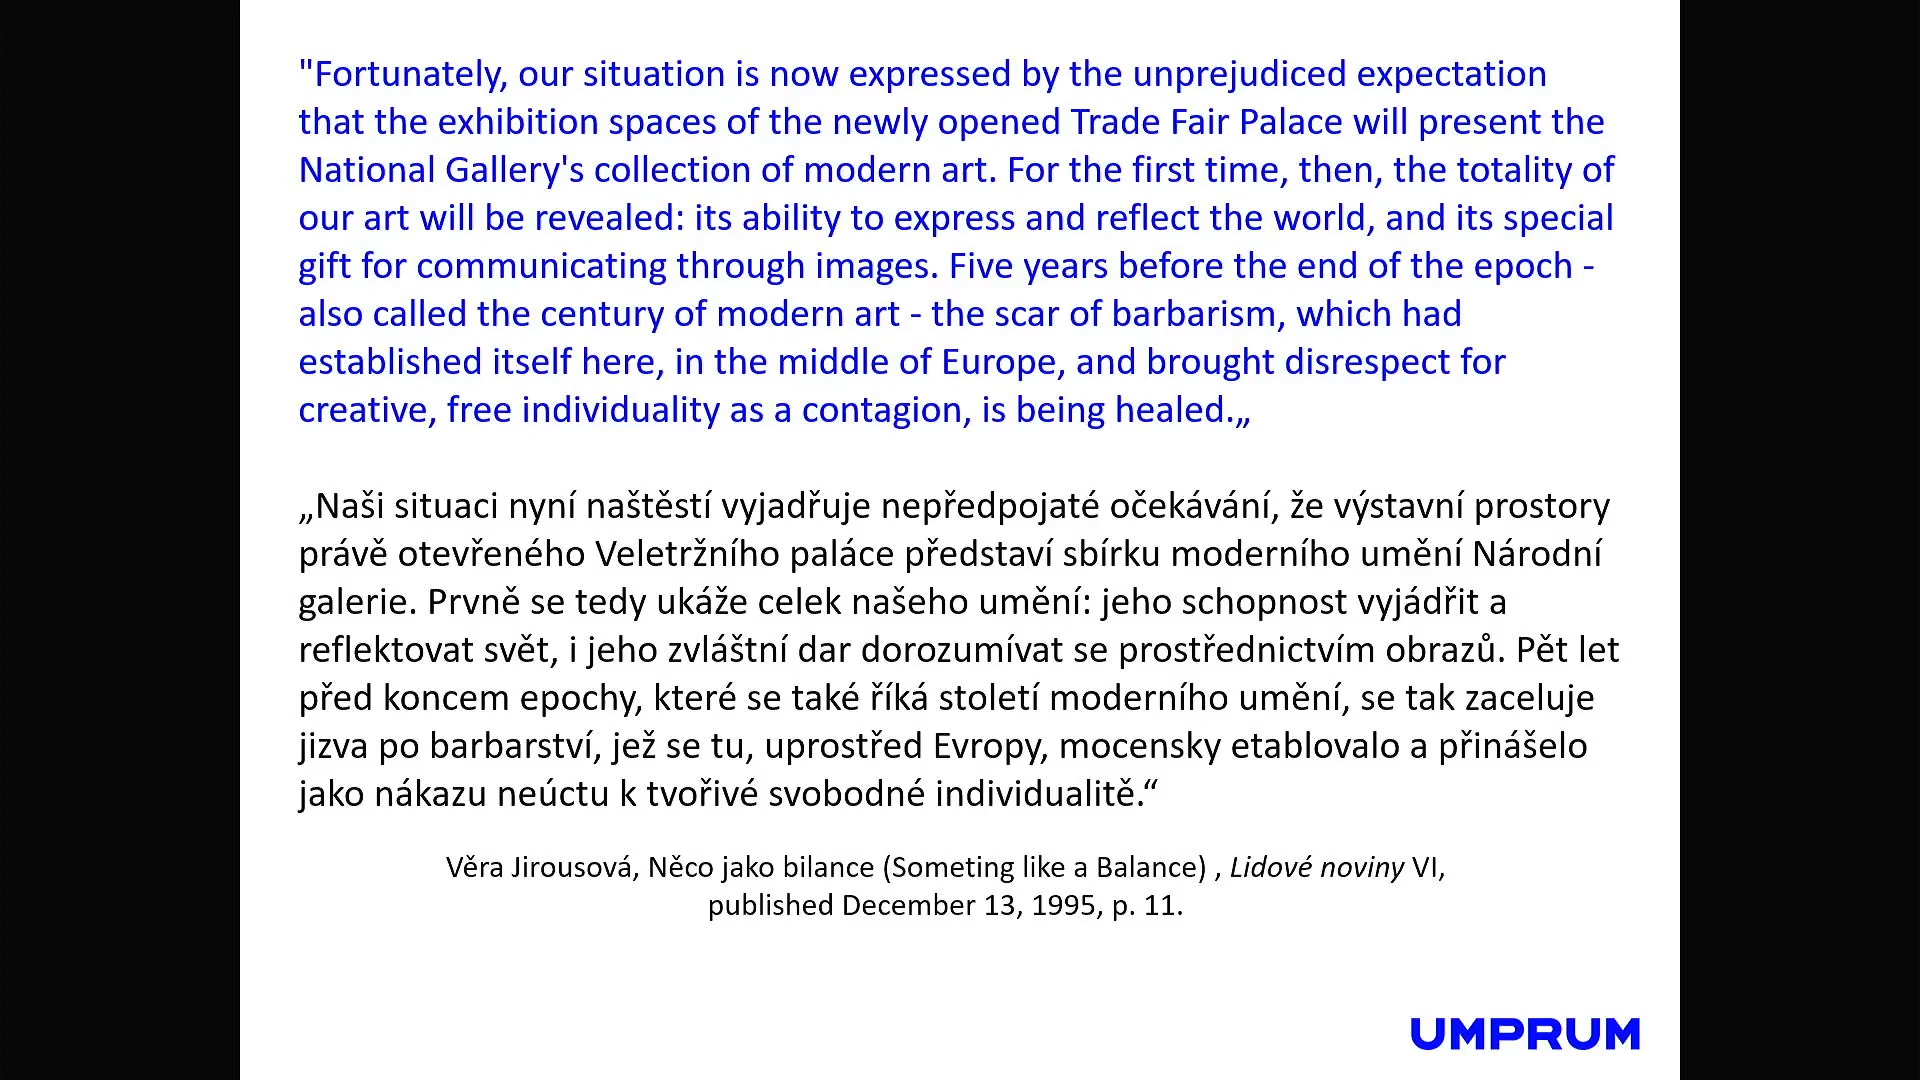 "Fortunately, our situation is now expressed by the unprejudiced expectation
that the exhibition spaces of the newly opened Trade Fair Palace will present the
National Gallery's collection of modern art. For the first time, then, the totality of
our art will be revealed: its ability to express and reflect the world, and its special
gift for communicating through images. Five years before the end of the epoch -
also called the century of modern art - the scar of barbarism, which had
established itself here, in the middle of Europe, and brought disrespect for
creative, free individuality as a contagion, is being healed.„
„Naši situaci nyní naštěstí vyjadřuje nepředpojaté očekávání, že výstavní prostory
právě otevřeného Veletržního paláce představí sbírku moderního umění Národní
galerie. Prvně se tedy ukáže celek našeho umění: jeho schopnost vyjádřit a
reflektovat svět, i jeho zvláštní dar dorozumívat se prostřednictvím obrazů. Pět let
před koncem epochy, které se také říká století moderního umění, se tak zaceluje
jizva po barbarství, jež se tu, uprostřed Evropy, mocensky etablovalo a přinášelo
jako nákazu neúctu k tvořivé svobodné individualitě.“
Věra Jirousová, Něco jako bilance (Someting like a Balance) , Lidové noviny VI,
published December 13, 1995, p. 11.
UMPRUM